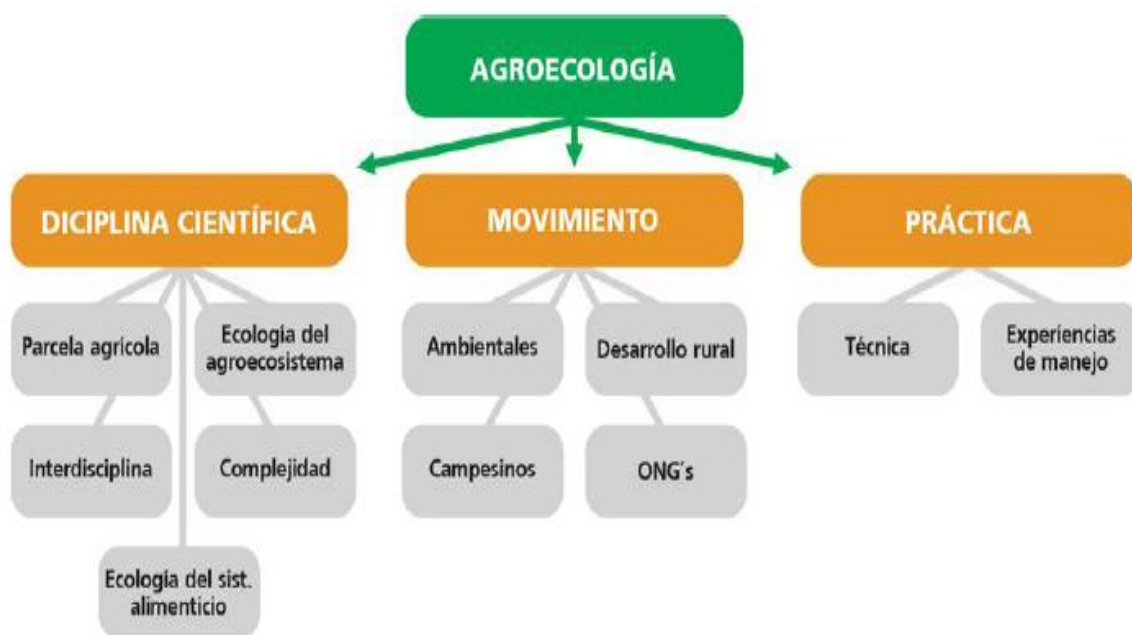 AGROECOLOGÍA
DICIPLINA CIENTÍFICA
MOVIMIENTO
PRÁCTICA
Parcela agrícola
Ecología del
agroecosistema
Ambientales
Desarrollo rural
Técnica
Experiencias
de manejo
Interdisciplina
Complejidad
Campesinos
ONG´s
Ecología del sist.
alimenticio